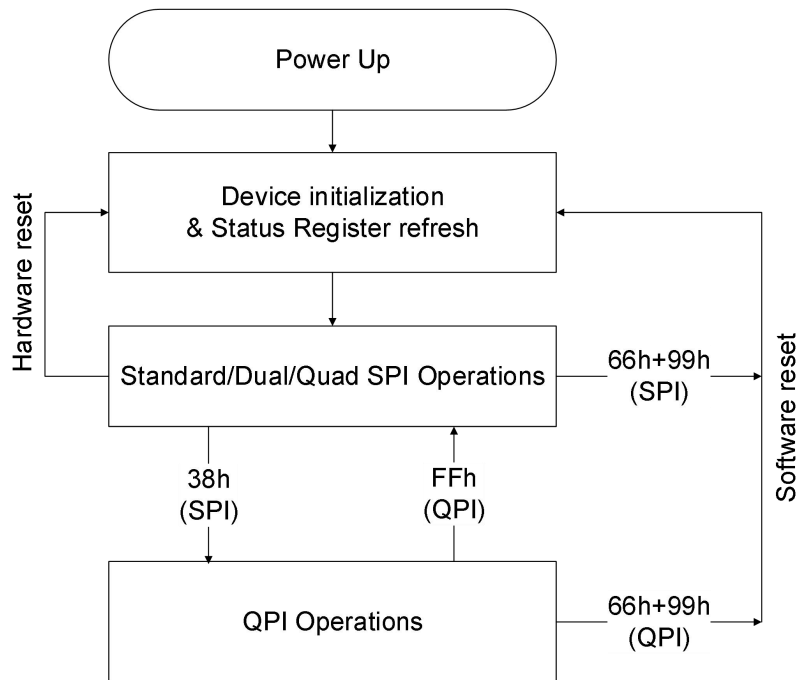 Power Up
Device initialization
& Status Register refresh
Hardware reset
Standard/Dual/Quad SPI Operations
66h+99h
(SPI)
Software reset
38h
(SPI)
FFh
(QPI)
QPI Operations
66h+99h
(QPI)